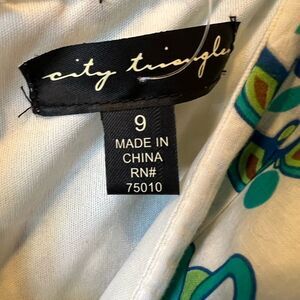 city triangles
9
MADE IN
CHINA
RN#
75010